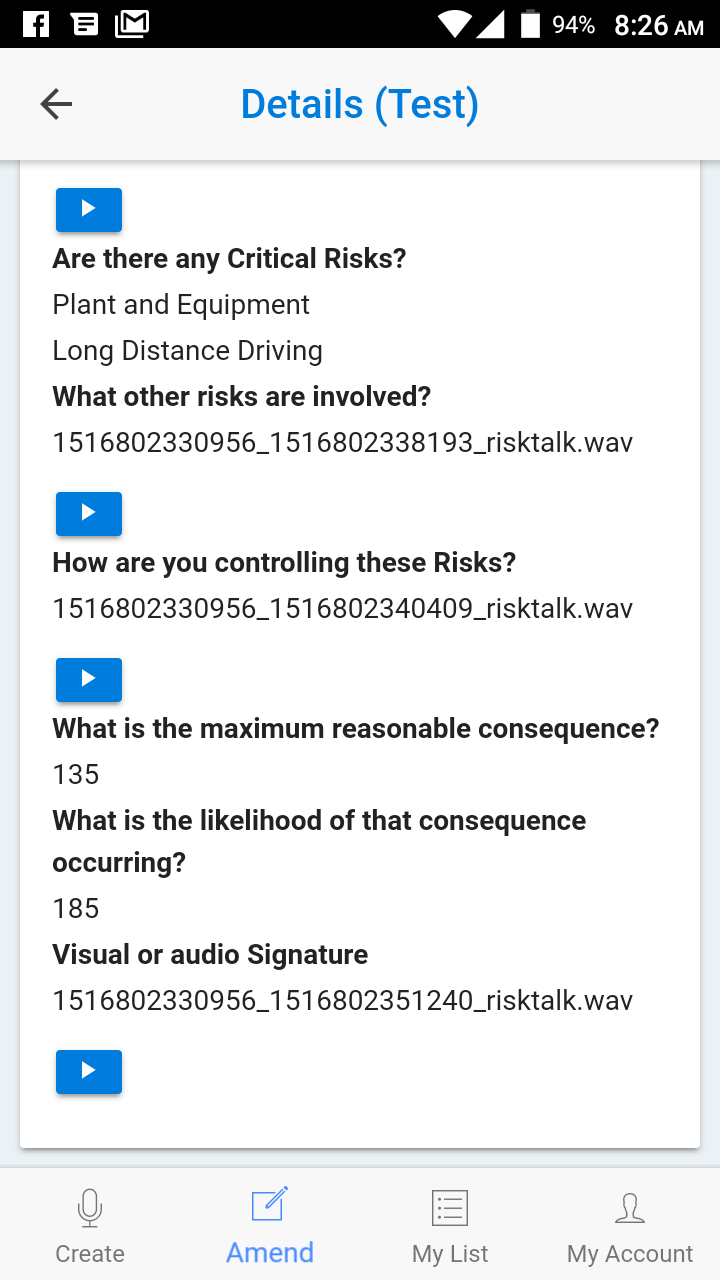 94% 8:26 AM
Details (Test)
Are there any Critical Risks?
Plant and Equipment
Long Distance Driving
What other risks are involved?
1516802330956_1516802338193_risktalk.wav
How are you controlling these Risks?
1516802330956_1516802340409_risktalk.wav
What is the maximum reasonable consequence?
135
What is the likelihood of that consequence
occurring?
185
Visual or audio Signature
1516802330956_1516802351240_risktalk.wav
Create Amend My List My Account